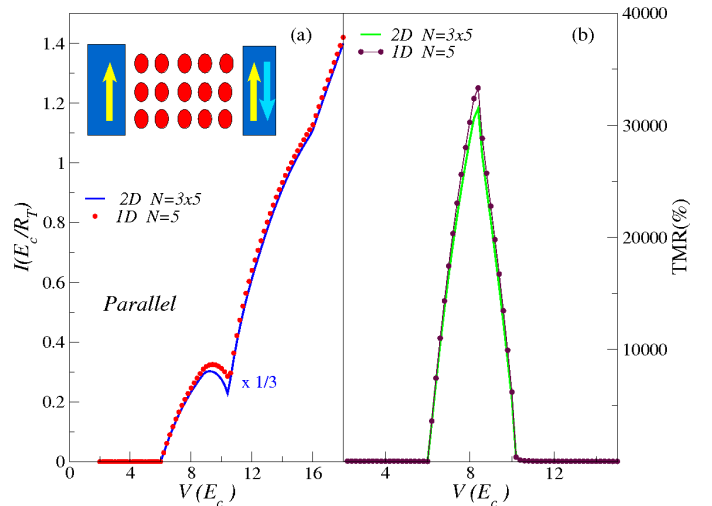 (a)
2D N=3x5
1D N=5
Parallel
x 1/3
I(E_c/R_T)
1.4
1.2
1
0.8
0.6
0.4
0.2
0
4
8
12
16
V(E_c)
(b)
2D N=3x5
1D N=5
40000
30000
20000
10000
0
TMR(%)
4
8
12
V(E_c)